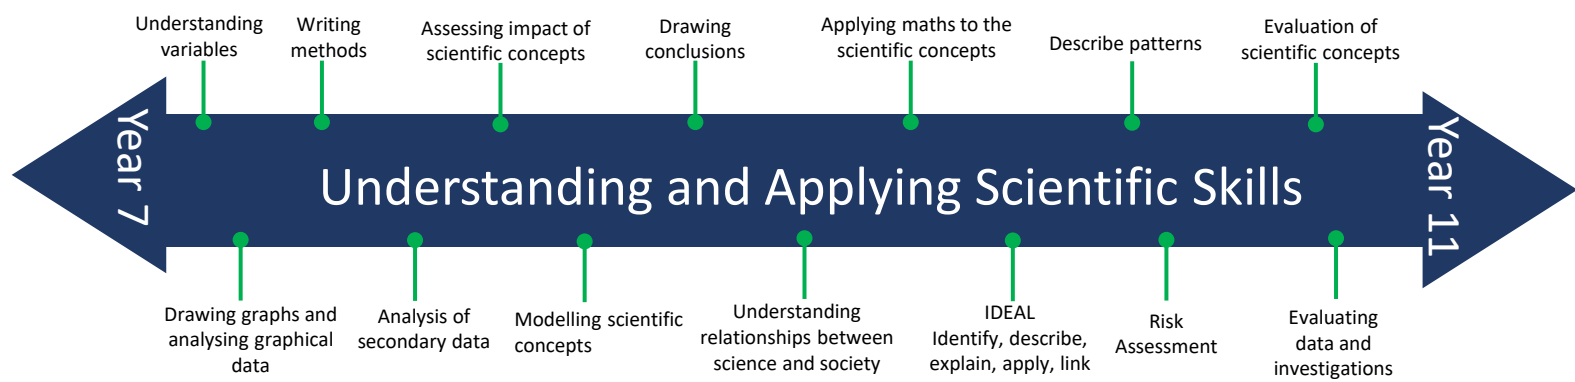 Understanding
variables
Writing
methods
Assessing impact of
scientific concepts
Drawing
conclusions
Applying maths to the
scientific concepts
Describe patterns
Evaluation of
scientific concepts
Year 7
Understanding and Applying Scientific Skills
Year 11
Drawing graphs and
analysing graphical
data
Analysis of
secondary data
Modelling scientific
concepts
Understanding
relationships between
science and society
IDEAL
Identify, describe,
explain, apply, link
Risk
Assessment
Evaluating
data and
investigations